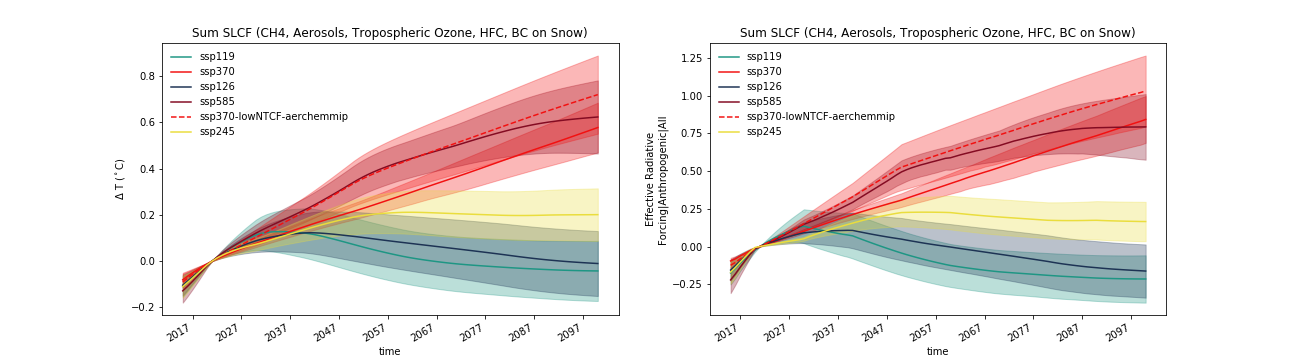 Sum SLCF (CH4, Aerosols, Tropospheric Ozone, HFC, BC on Snow)
ssp119
ssp370
ssp126
ssp585
ssp370-lowNTCF-aerchemmip
ssp245
Δ T (°C)
0.8
0.6
0.4
0.2
0.0
−0.2
2017
2027
2037
2047
2057
2067
2077
2087
2097
time
Sum SLCF (CH4, Aerosols, Tropospheric Ozone, HFC, BC on Snow)
ssp119
ssp370
ssp126
ssp585
ssp370-lowNTCF-aerchemmip
ssp245
Effective Radiative
Forcing|Anthropogenic|All
1.25
1.00
0.75
0.50
0.25
0.00
−0.25
2017
2027
2037
2047
2057
2067
2077
2087
2097
time